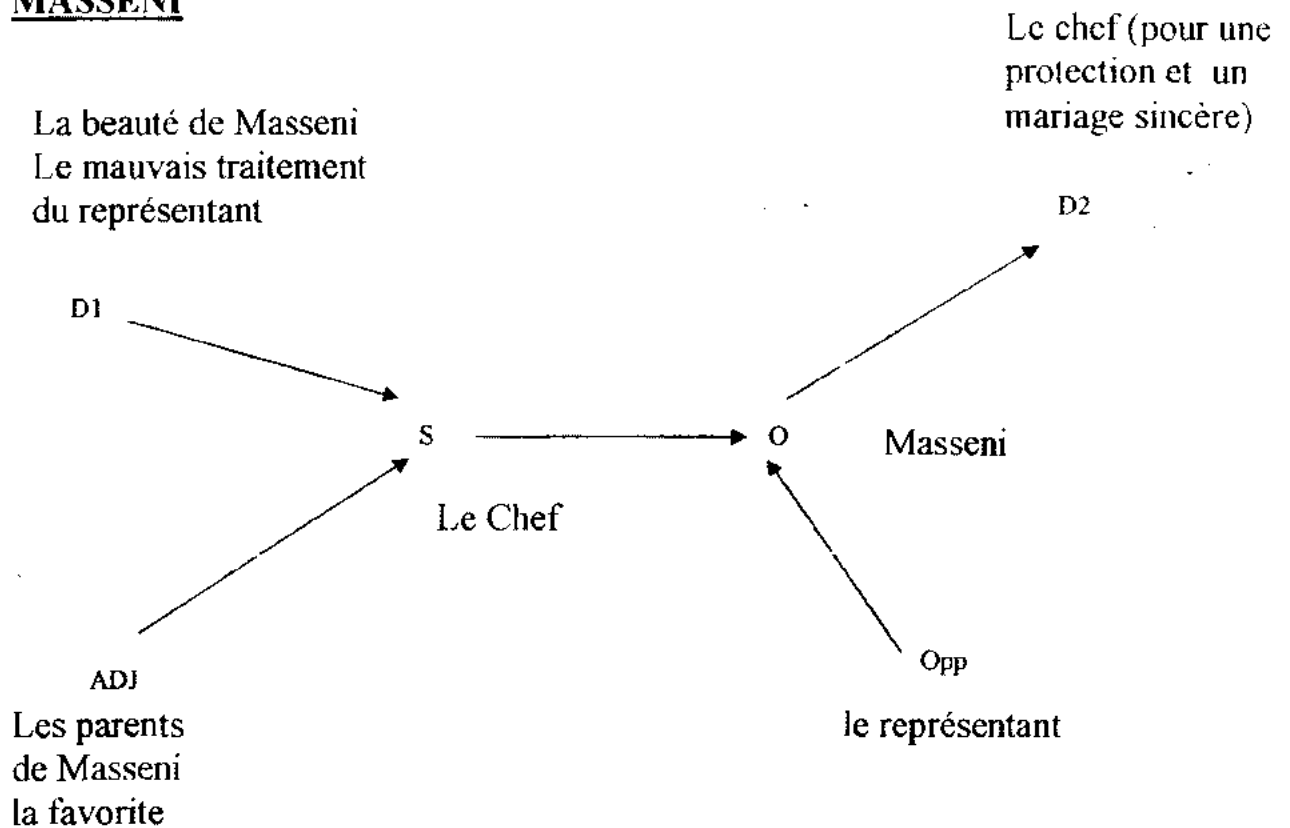 MASSENI
Le chef (pour une
protection et un
mariage sincère)
La beauté de Masseni
Le mauvais traitement
du représentant
D2
D1
S
O
Masseni
Le Chef
Opp
ADJ
Les parents
de Masseni
la favorite
le représentant